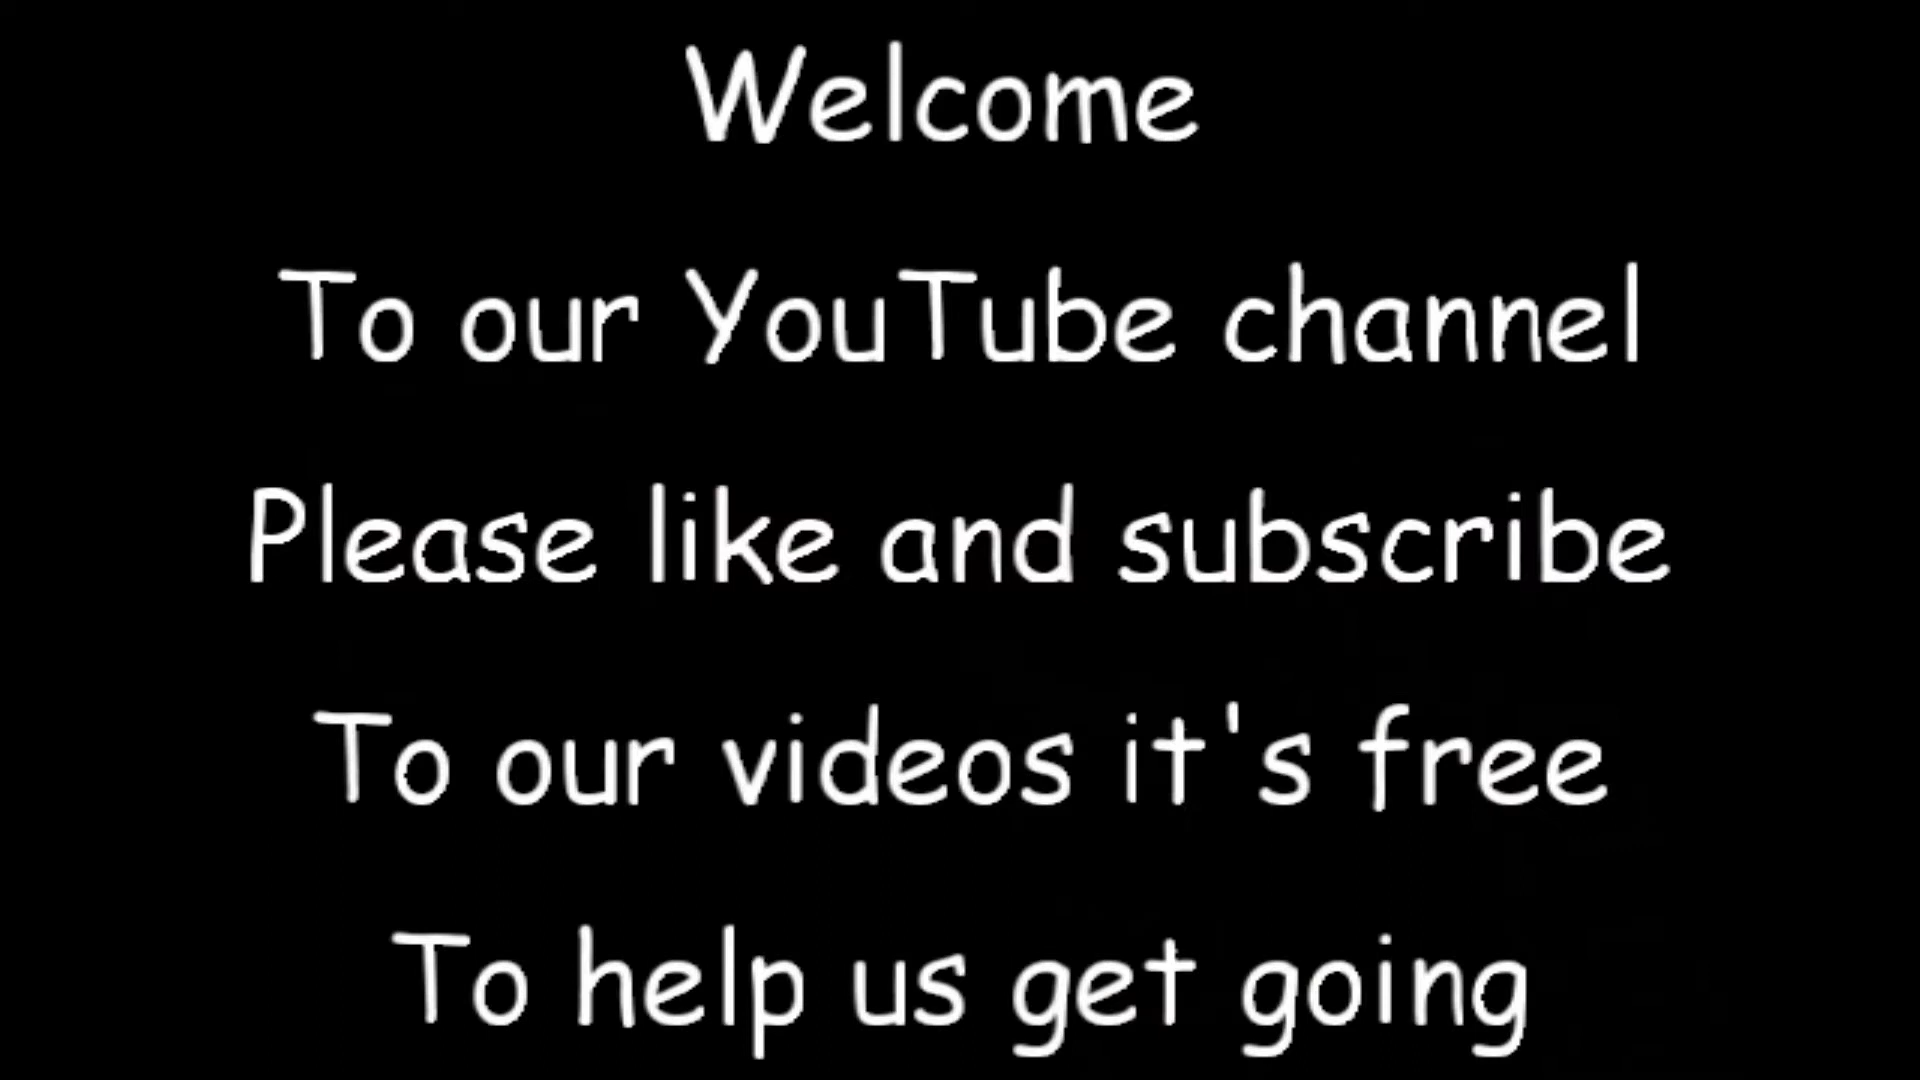 Welcome
To our YouTube channel
Please like and subscribe
To our videos it's free
To help us get going